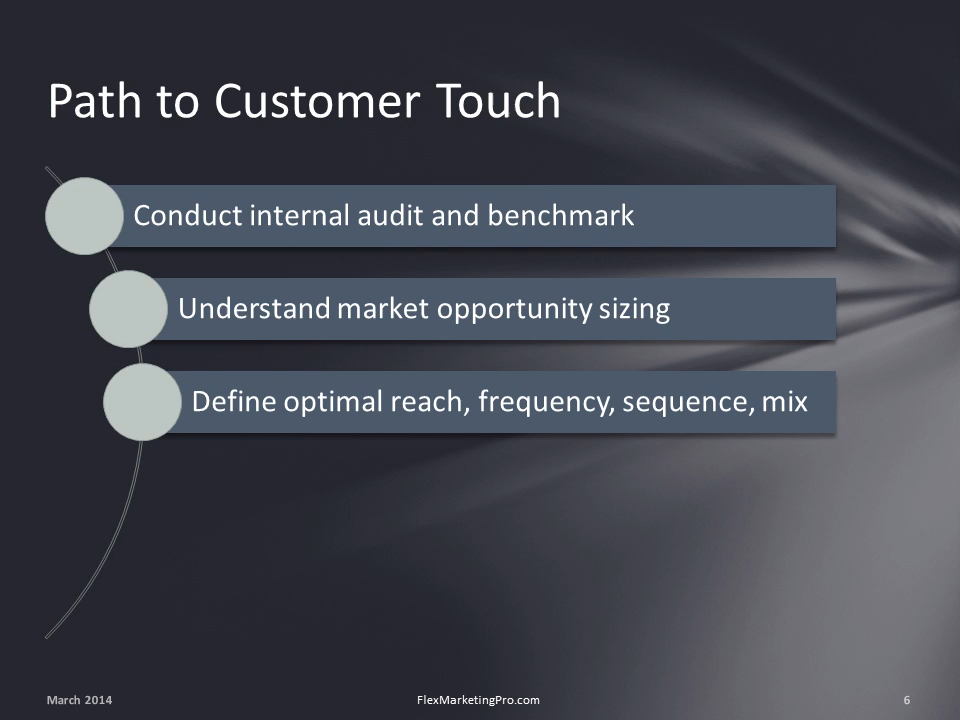 Path to Customer Touch
Conduct internal audit and benchmark
Understand market opportunity sizing
Define optimal reach, frequency, sequence, mix
March 2014
FlexMarketingPro.com
6